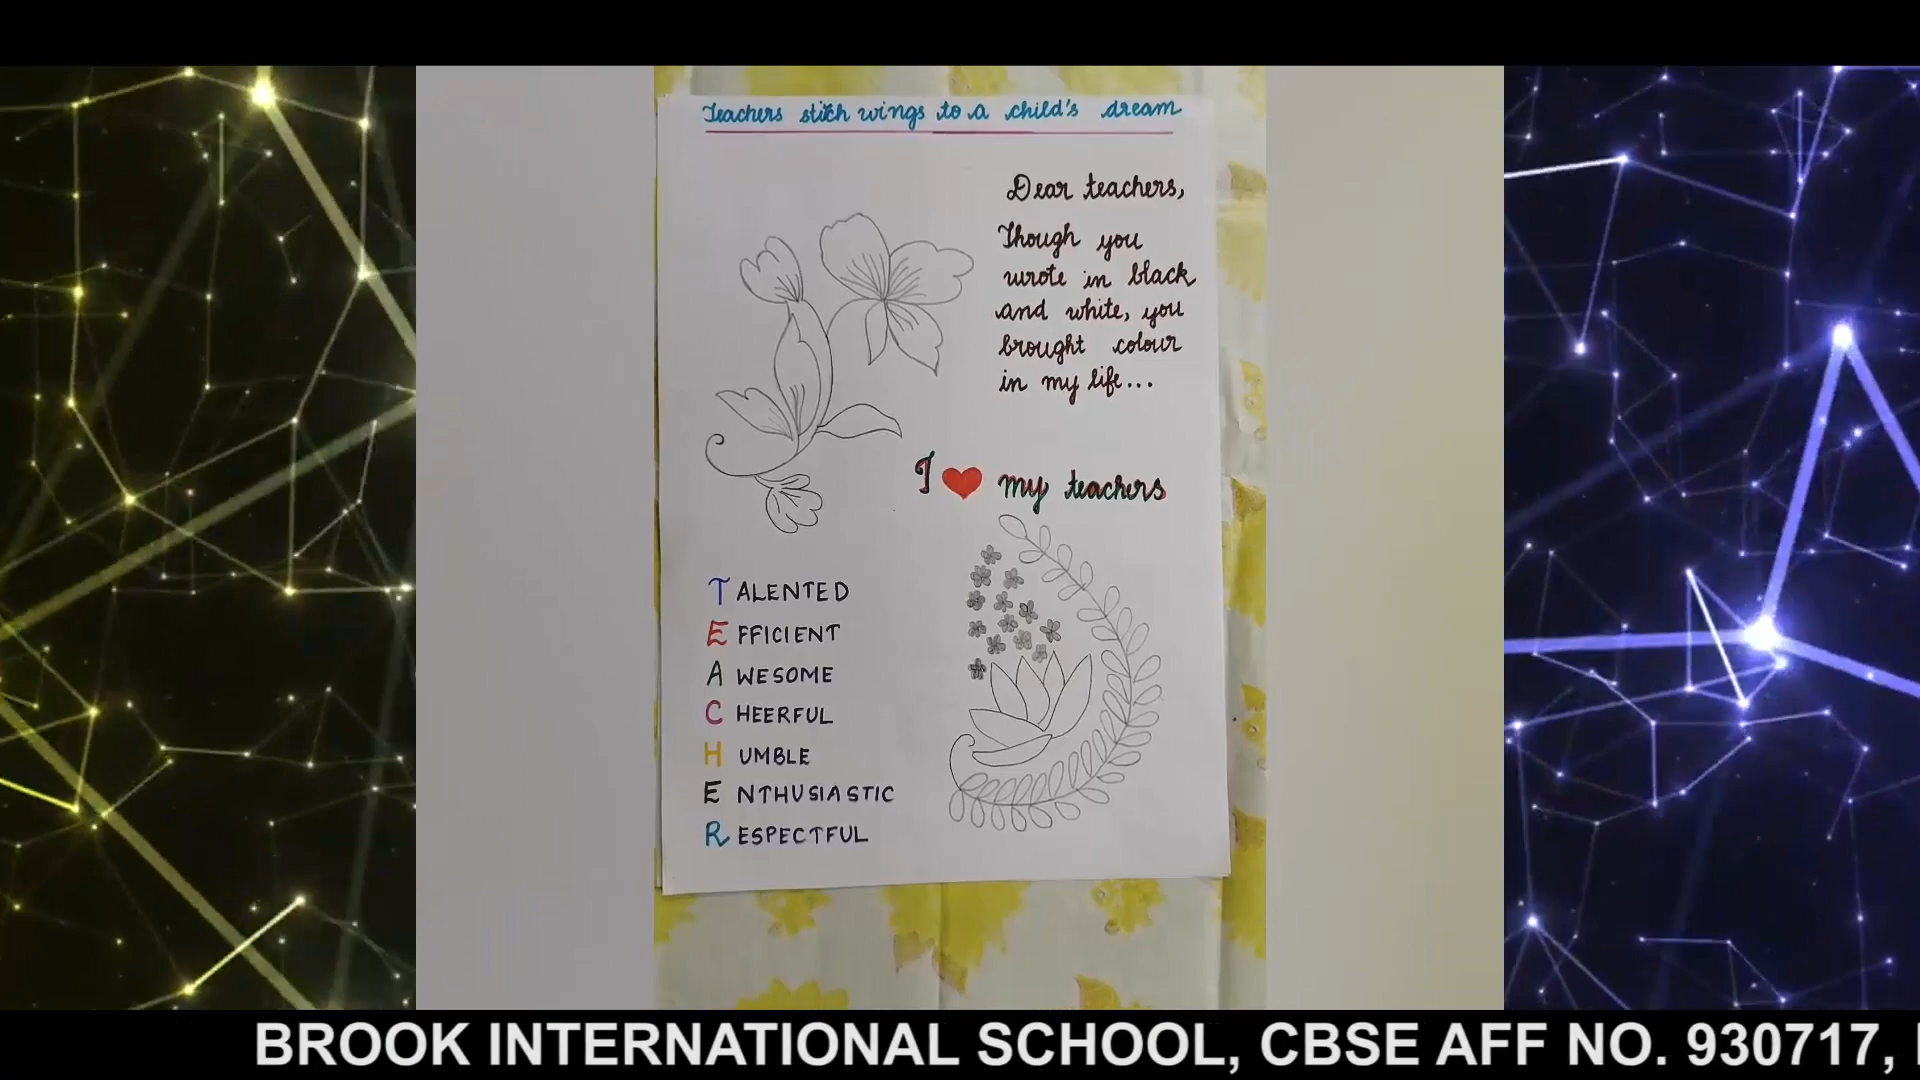 Teachers stitch wings to a child's dream
Dear teachers,
Though you
wrote in black
and white, you
brought colour
in my life...
I ❤ my teachers
TALENTED
EFFICIENT
AWESOME
CHEERFUL
HUMBLE
ENTHUSIASTIC
RESPECTFUL
BROOK INTERNATIONAL SCHOOL, CBSE AFF NO. 930717,